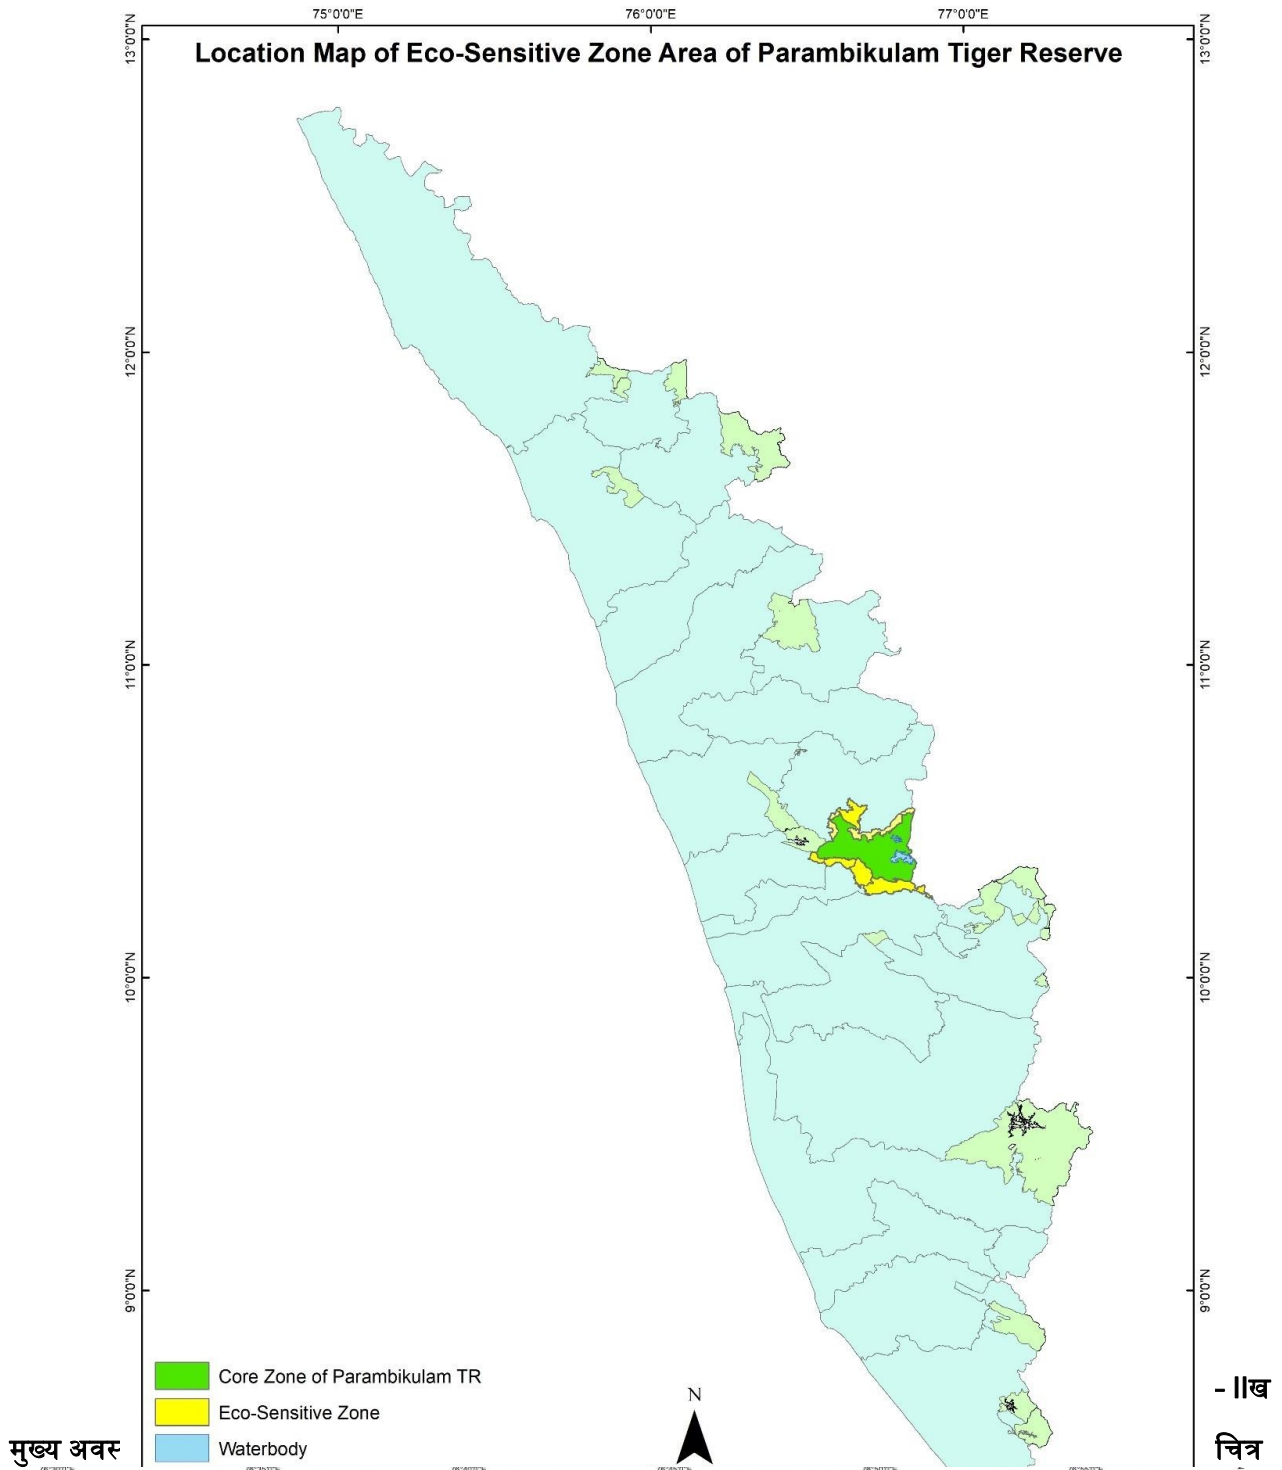 75°0'0"E 76°0'0"E 77°0'0"E
13°0'0"N 13°0'0"N
Location Map of Eco-Sensitive Zone Area of Parambikulam Tiger Reserve
12°0'0"N 12°0'0"N
11°0'0"N 11°0'0"N
10°0'0"N 10°0'0"N
9°0'0"N 9°0'0"N
Core Zone of Parambikulam TR
- IIख
N
Eco-Sensitive Zone
मुख्य अवस
Waterbody
चित्र